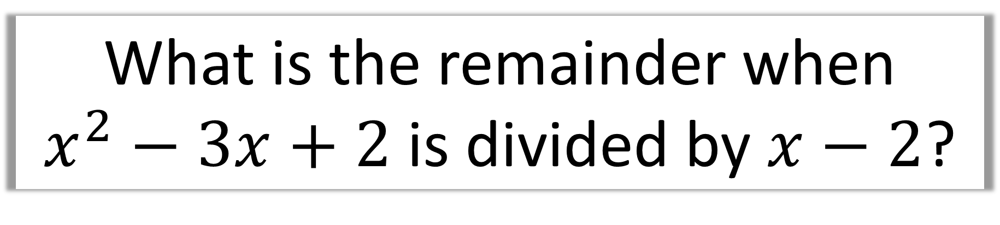 What is the remainder when
x² − 3x + 2 is divided by x − 2?